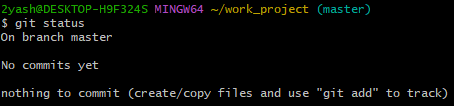 2yash@DESKTOP-H9F324S MINGW64 ~/work_project (master)
$ git status
On branch master
No commits yet
nothing to commit (create/copy files and use "git add" to track)